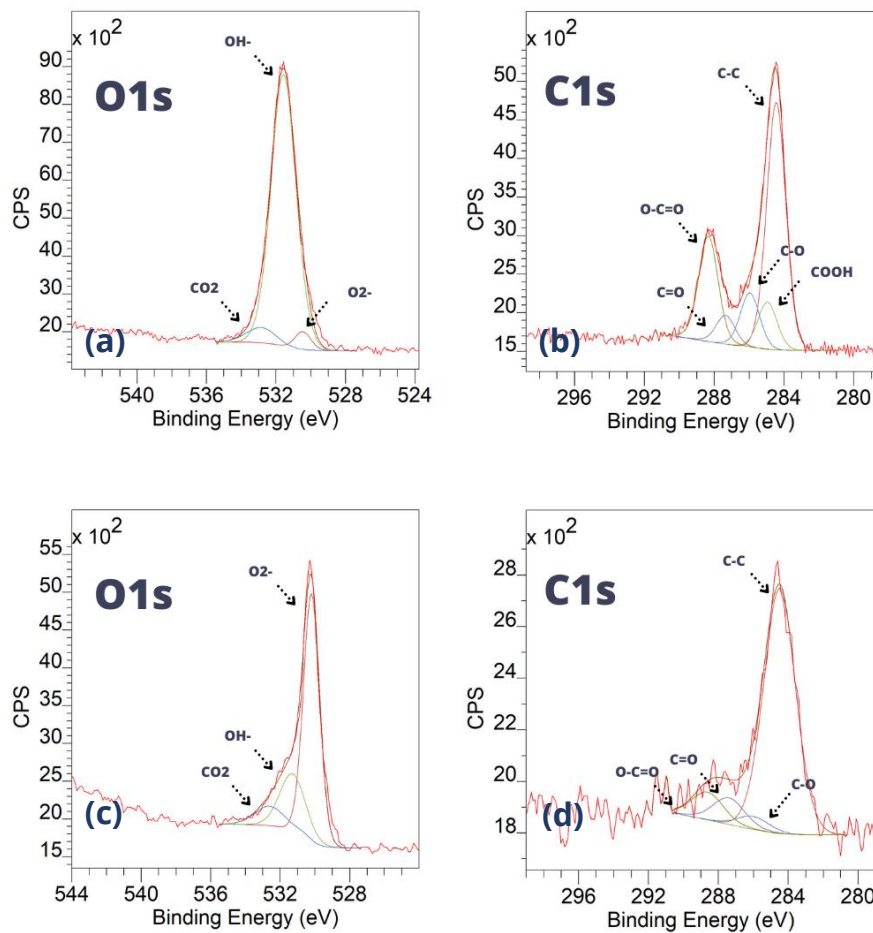 x 10²
OH-
90
O1s
80
70
60
CPS
50
40
30
CO2
O2-
20
(a)
540
536
532
528
524
Binding Energy (eV)
x 10²
50
C-C
C1s
40
CPS
O-C=O
30
C-O
COOH
C=O
20
15
(b)
296
292
288
284
280
Binding Energy (eV)
x 10²
55
O2-
O1s
50
45
40
CPS
35
30
OH-
25
CO2
20
(c)
15
544
540
536
532
528
Binding Energy (eV)
x 10²
28
C-C
C1s
26
24
CPS
22
C=O
O-C=O
20
C-O
18
(d)
296
292
288
284
280
Binding Energy (eV)